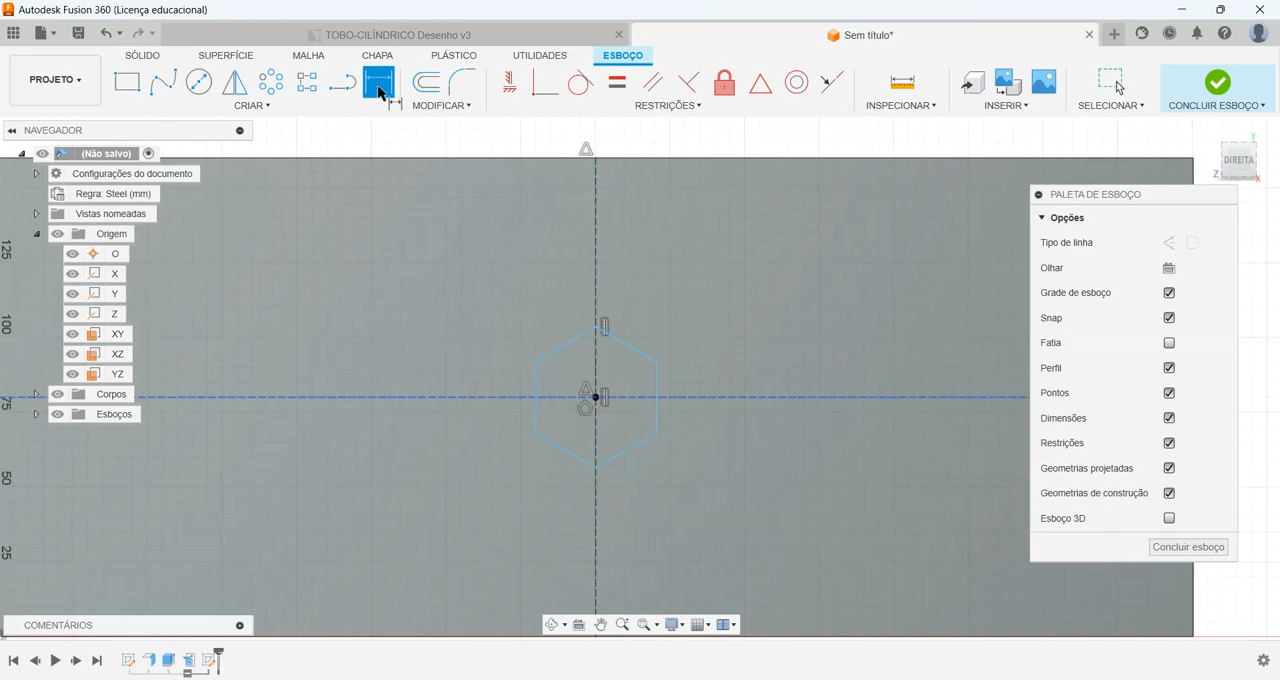 Autodesk Fusion 360 (Licença educacional)
TOBO-CILÍNDRICO Desenho v3
Sem título*
SÓLIDO
SUPERFÍCIE
MALHA
CHAPA
PLÁSTICO
UTILIDADES
ESBOÇO
PROJETO
CRIAR
MODIFICAR
RESTRIÇÕES
INSPECIONAR
INSERIR
SELECIONAR
CONCLUIR ESBOÇO
NAVEGADOR
(Não salvo)
Configurações do documento
Regra: Steel (mm)
Vistas nomeadas
Origem
O
X
Y
Z
XY
XZ
YZ
Corpos
Esboços
125
100
75
50
25
Y
DIREITA
Z
X
PALETA DE ESBOÇO
Opções
Tipo de linha
Olhar
Grade de esboço
Snap
Fatia
Perfil
Pontos
Dimensões
Restrições
Geometrias projetadas
Geometrias de construção
Esboço 3D
Concluir esboço
COMENTÁRIOS